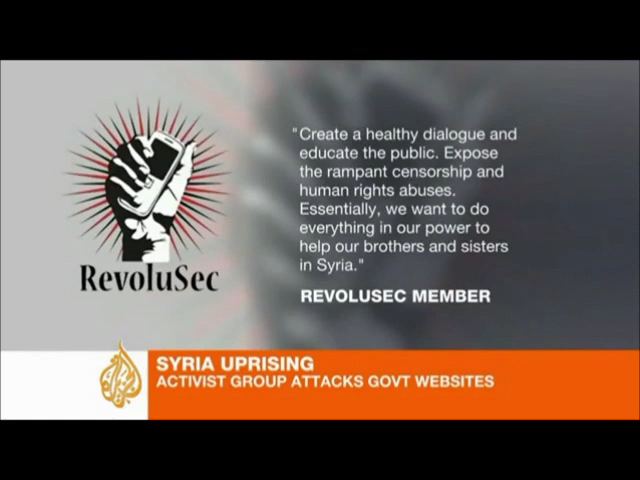 RevoluSec
"Create a healthy dialogue and
educate the public. Expose
the rampant censorship and
human rights abuses.
Essentially, we want to do
everything in our power to
help our brothers and sisters
in Syria."
REVOLUSEC MEMBER
SYRIA UPRISING
ACTIVIST GROUP ATTACKS GOVT WEBSITES